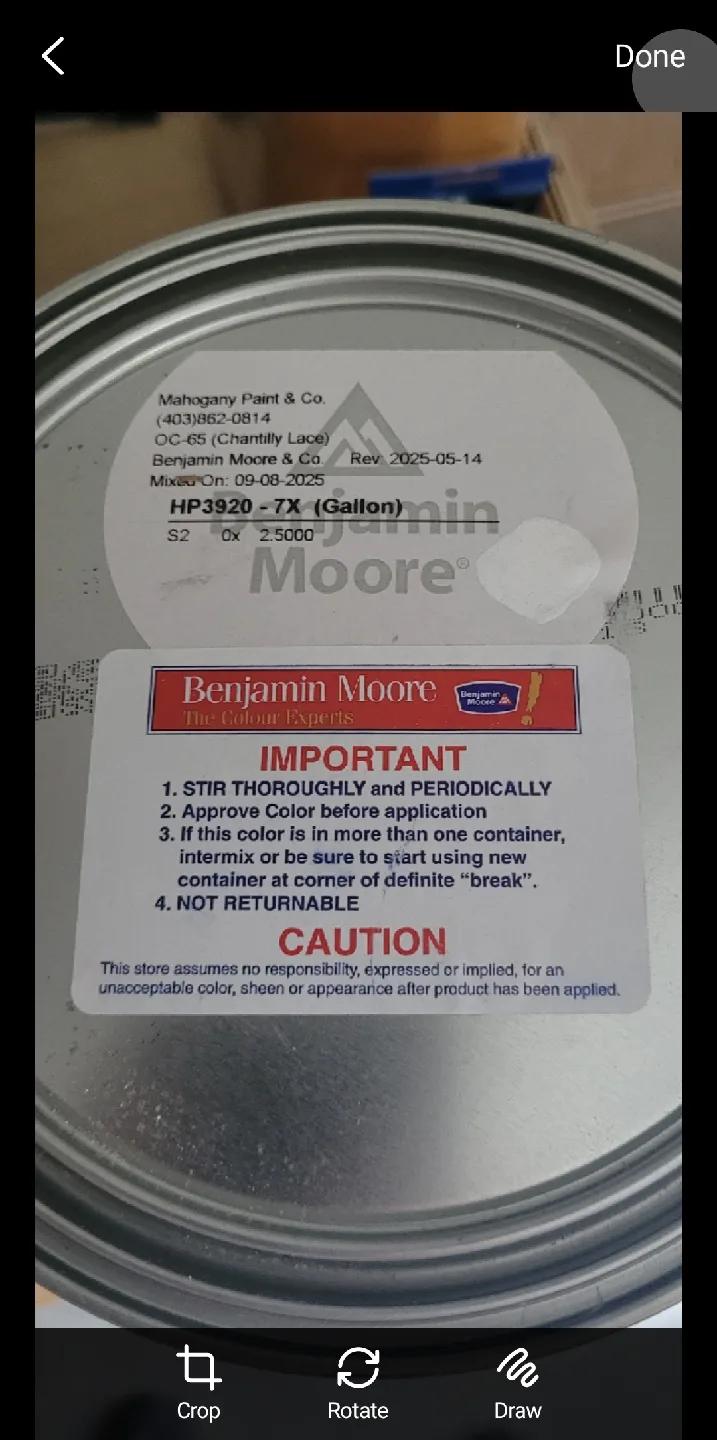 Done
Mahogany Paint & Co.
(403)862-0814
OC-65 (Chantilly Lace)
Benjamin Moore & Co. Rev: 2025-05-14
Mixed On: 09-08-2025
HP3920 - 7X (Gallon)
Benjamin
S2 0x 2.5000
Moore®
Benjamin Moore
Benjamin
Moore
The Colour Experts
IMPORTANT
1. STIR THOROUGHLY and PERIODICALLY
2. Approve Color before application
3. If this color is in more than one container,
intermix or be sure to start using new
container at corner of definite “break”.
4. NOT RETURNABLE
CAUTION
This store assumes no responsibility, expressed or implied, for an
unacceptable color, sheen or appearance after product has been applied.
Crop Rotate Draw